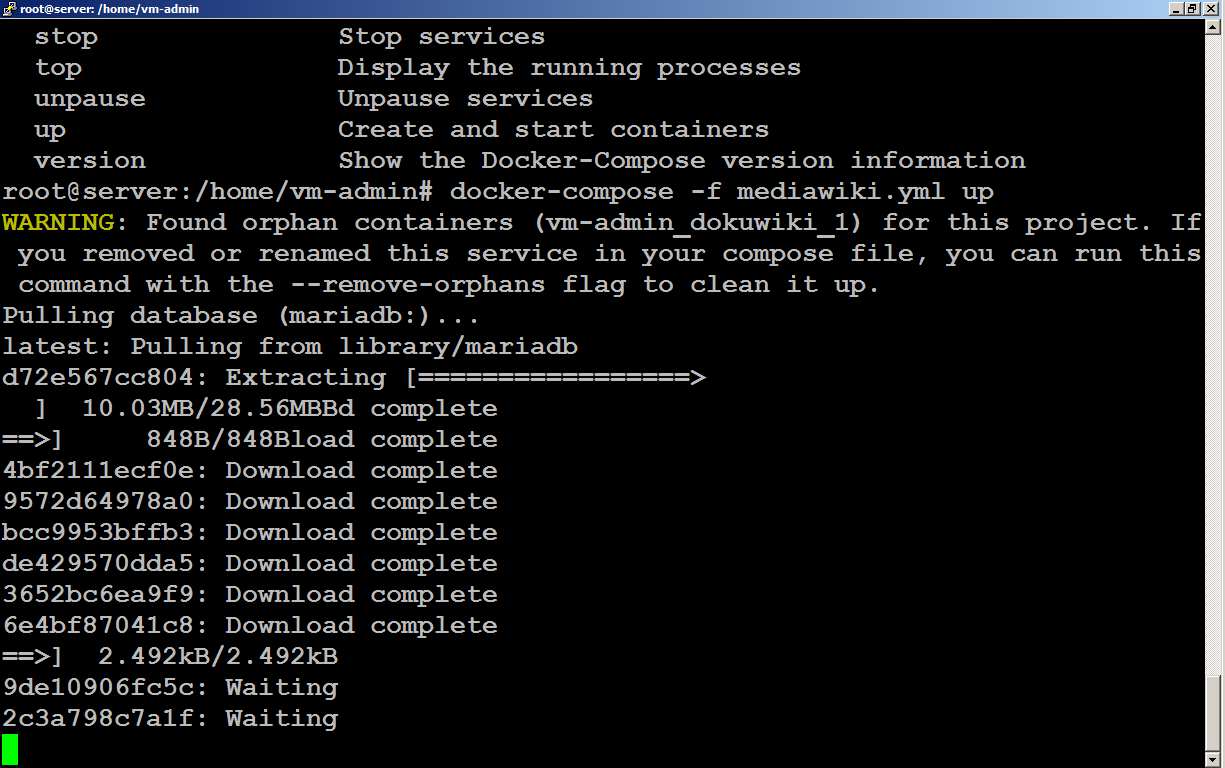 root@server: /home/vm-admin
stop Stop services
top Display the running processes
unpause Unpause services
up Create and start containers
version Show the Docker-Compose version information
root@server:/home/vm-admin# docker-compose -f mediawiki.yml up
WARNING: Found orphan containers (vm-admin_dokuwiki_1) for this project. If
you removed or renamed this service in your compose file, you can run this
command with the --remove-orphans flag to clean it up.
Pulling database (mariadb:)...
latest: Pulling from library/mariadb
d72e567cc804: Extracting [=================>
] 10.03MB/28.56MBBd complete
==>] 848B/848Bload complete
4bf2111ecf0e: Download complete
9572d64978a0: Download complete
bcc9953bffb3: Download complete
de429570dda5: Download complete
3652bc6ea9f9: Download complete
6e4bf87041c8: Download complete
==>] 2.492kB/2.492kB
9de10906fc5c: Waiting
2c3a798c7a1f: Waiting